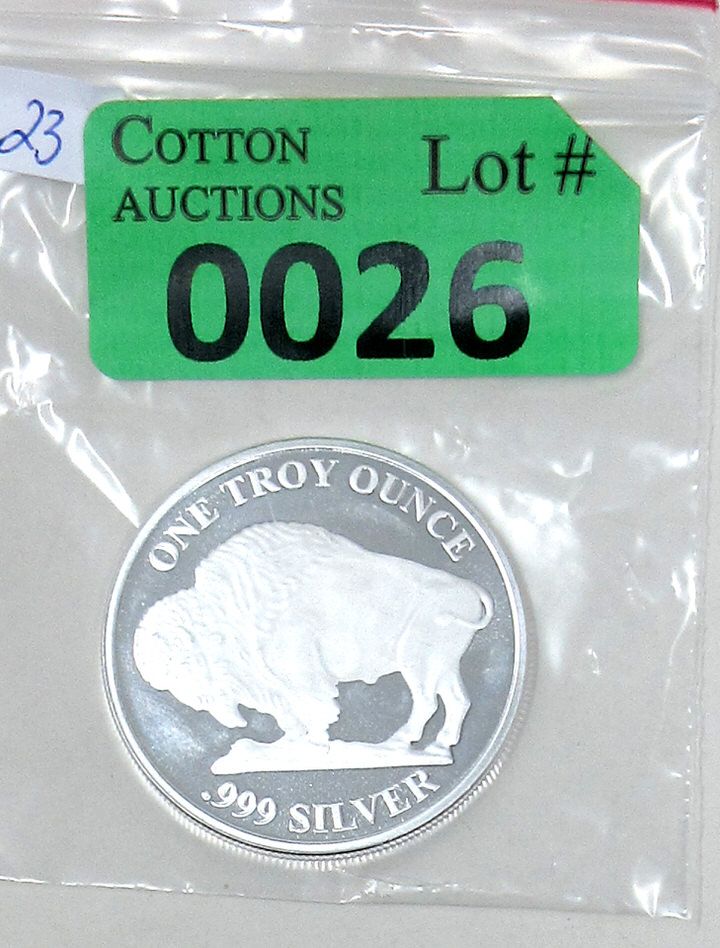 23
COTTON
AUCTIONS
Lot #
0026
ONE TROY OUNCE
.999 SILVER